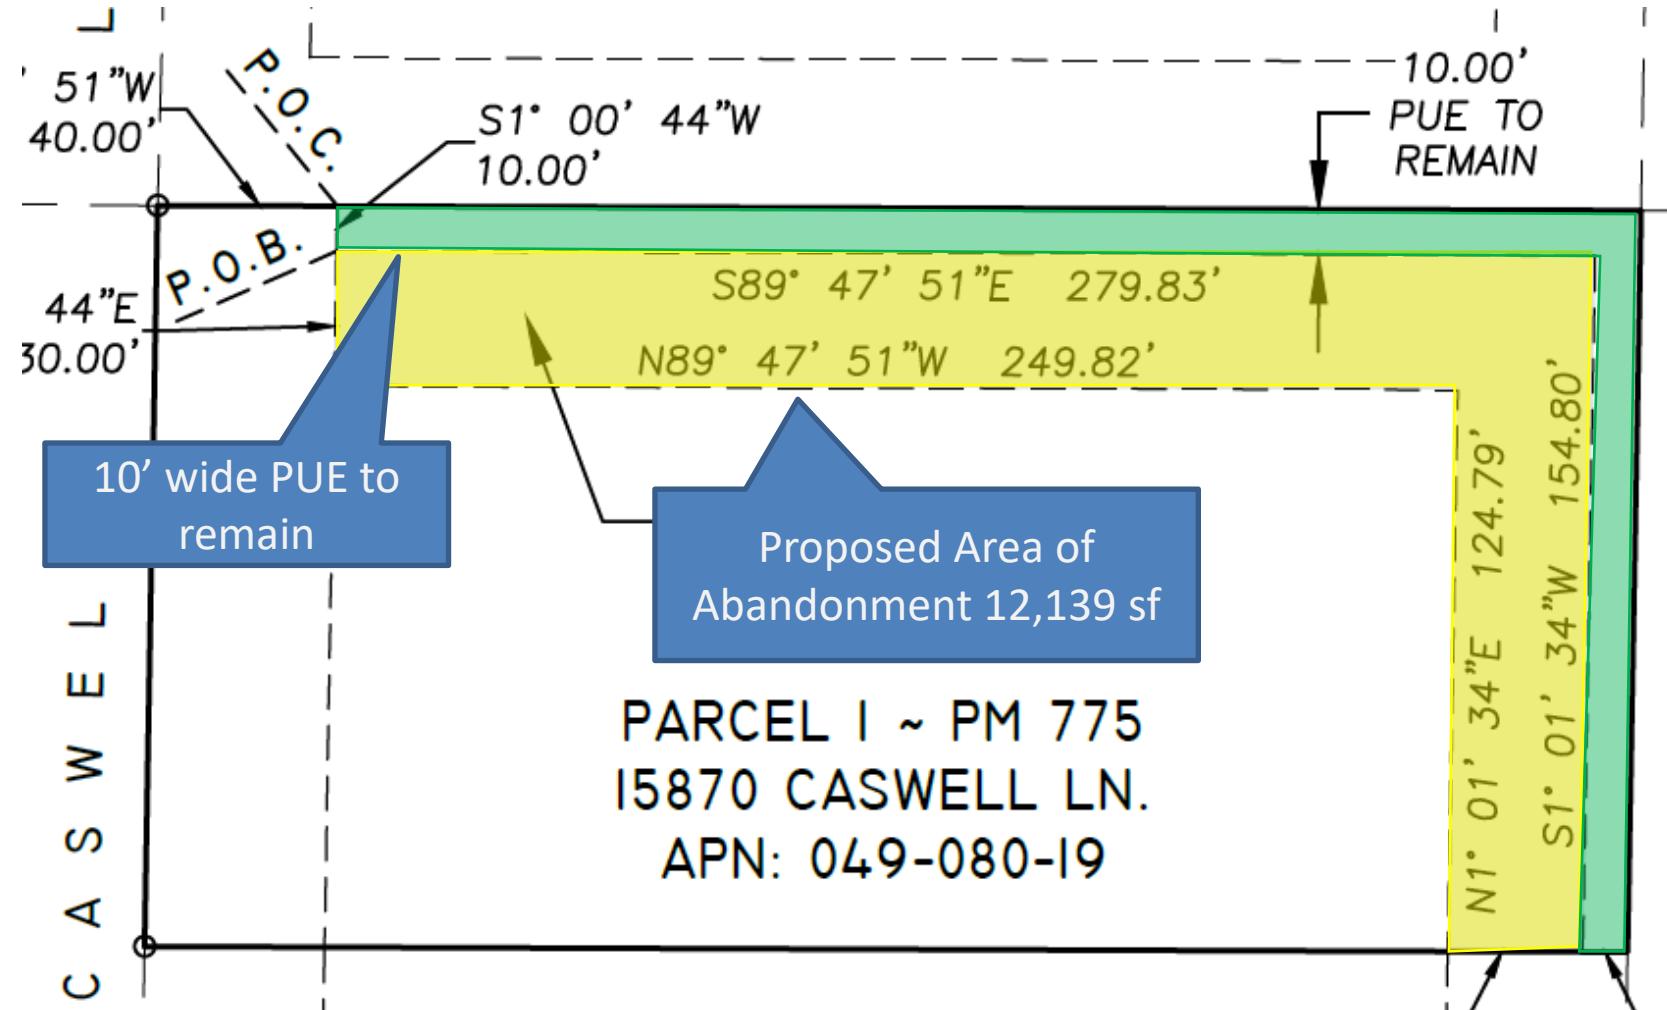 L
51"W
40.00'
P.O.C.
S1° 00' 44"W
10.00'
10.00'
PUE TO
REMAIN
P.O.B.
44"E
30.00'
S89° 47' 51"E 279.83'
N89° 47' 51"W 249.82'
10' wide PUE to
remain
Proposed Area of
Abandonment 12,139 sf
N1° 01' 34"E 124.79'
S1° 01' 34"W 154.80'
PARCEL 1 ~ PM 775
15870 CASWELL LN.
APN: 049-080-19
CASWEL